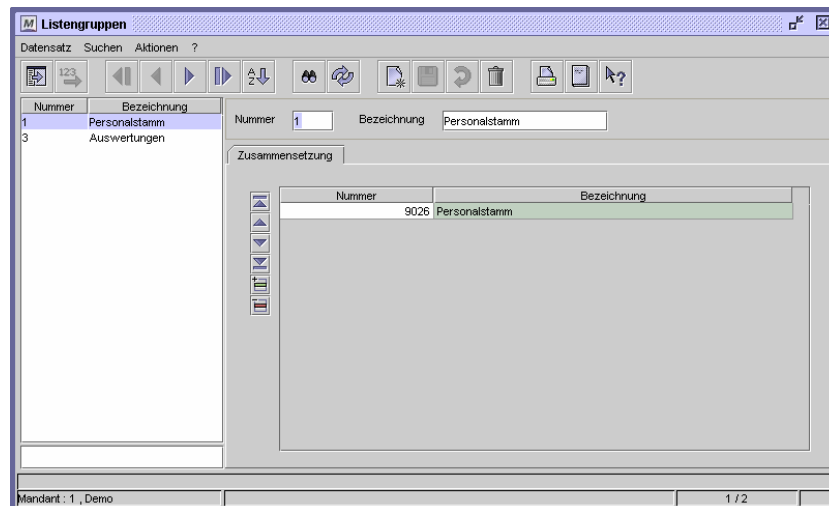 M Listengruppen
Datensatz Suchen Aktionen ?
123
A
Z
?
Nummer Bezeichnung
1 Personalstamm
3 Auswertungen
Nummer 1 Bezeichnung Personalstamm
Zusammensetzung
Nummer Bezeichnung
9026 Personalstamm
Mandant : 1 , Demo
1 / 2